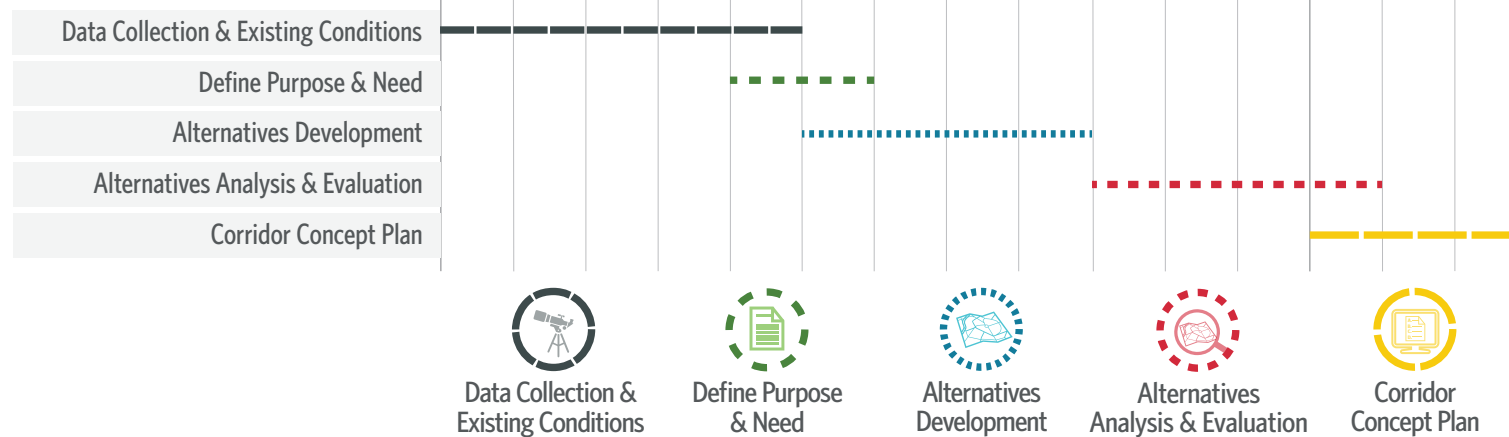 Data Collection & Existing Conditions
Define Purpose & Need
Alternatives Development
Alternatives Analysis & Evaluation
Corridor Concept Plan
Data Collection &
Existing Conditions
Define Purpose
& Need
Alternatives
Development
Alternatives
Analysis & Evaluation
Corridor
Concept Plan